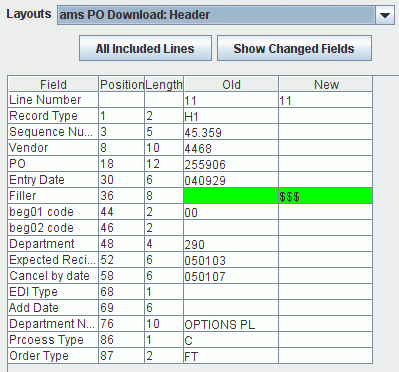 Layouts ams PO Download: Header
All Included Lines Show Changed Fields
Field Position Length Old New
Line Number 11 11
Record Type 1 2 H1
Sequence Nu... 3 5 45.359
Vendor 8 10 4468
PO 18 12 255906
Entry Date 30 6 040929
Filler 36 8 $$$
beg01 code 44 2 00
beg02 code 46 2
Department 48 4 290
Expected Reci... 52 6 050103
Cancel by date 58 6 050107
EDI Type 68 1
Add Date 69 6
Department N... 76 10 OPTIONS PL
Prcoess Type 86 1 C
Order Type 87 2 FT